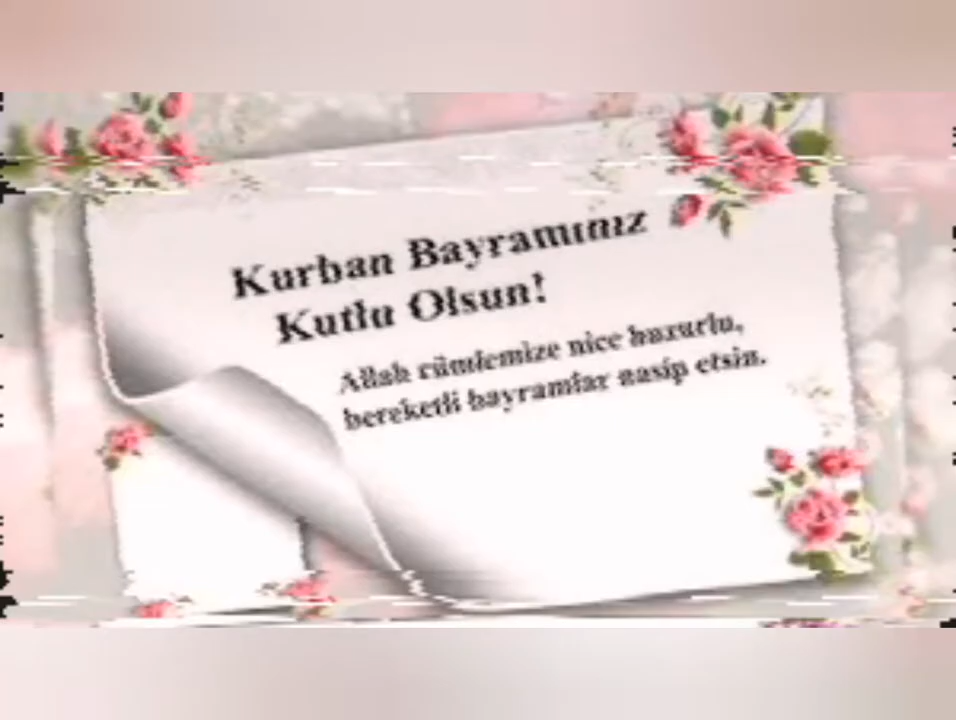 Kurban Bayramınız
Kutlu Olsun!
Allah cümlemize nice huzurlu,
bereketli bayramlar nasip etsin.